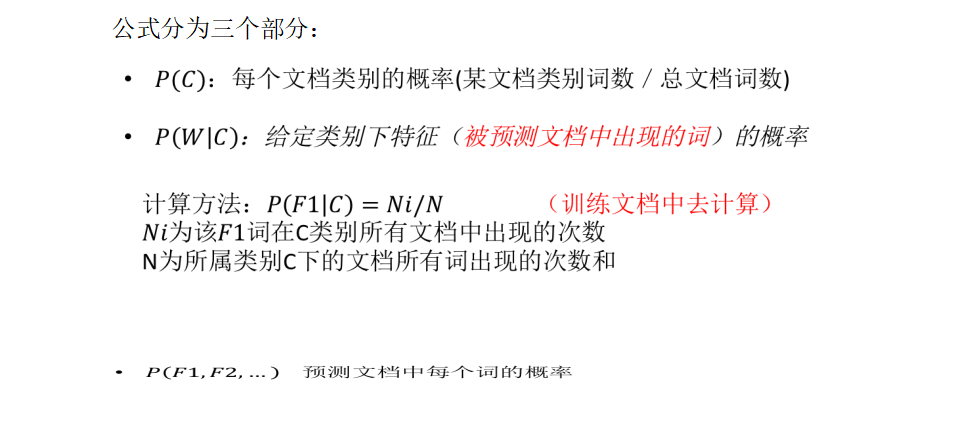 公式分为三个部分：
• P(C)：每个文档类别的概率(某文档类别词数／总文档词数)
• P(W|C)：给定类别下特征（被预测文档中出现的词）的概率
计算方法：P(F1|C) = Ni/N （训练文档中去计算）
Ni为该F1词在C类别所有文档中出现的次数
N为所属类别C下的文档所有词出现的次数和
• P(F1,F2,…) 预测文档中每个词的概率